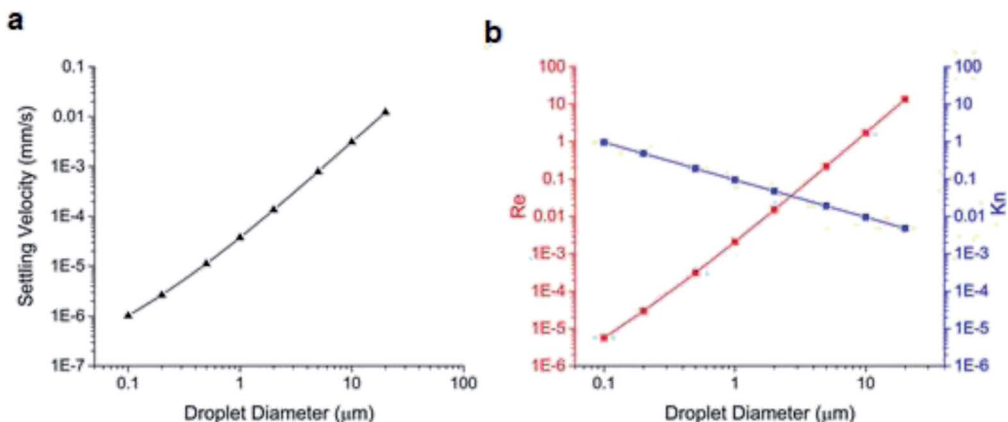 a
b
0.1
0.01
1E-3
1E-4
1E-5
1E-6
1E-7
Settling Velocity (mm/s)
0.1 1 10 100
Droplet Diameter (μm)
100
10
1
0.1
0.01
1E-3
1E-4
1E-5
1E-6
Re
100
10
1
0.1
0.01
1E-3
1E-4
1E-5
1E-6
Kn
0.1 1 10
Droplet Diameter (μm)